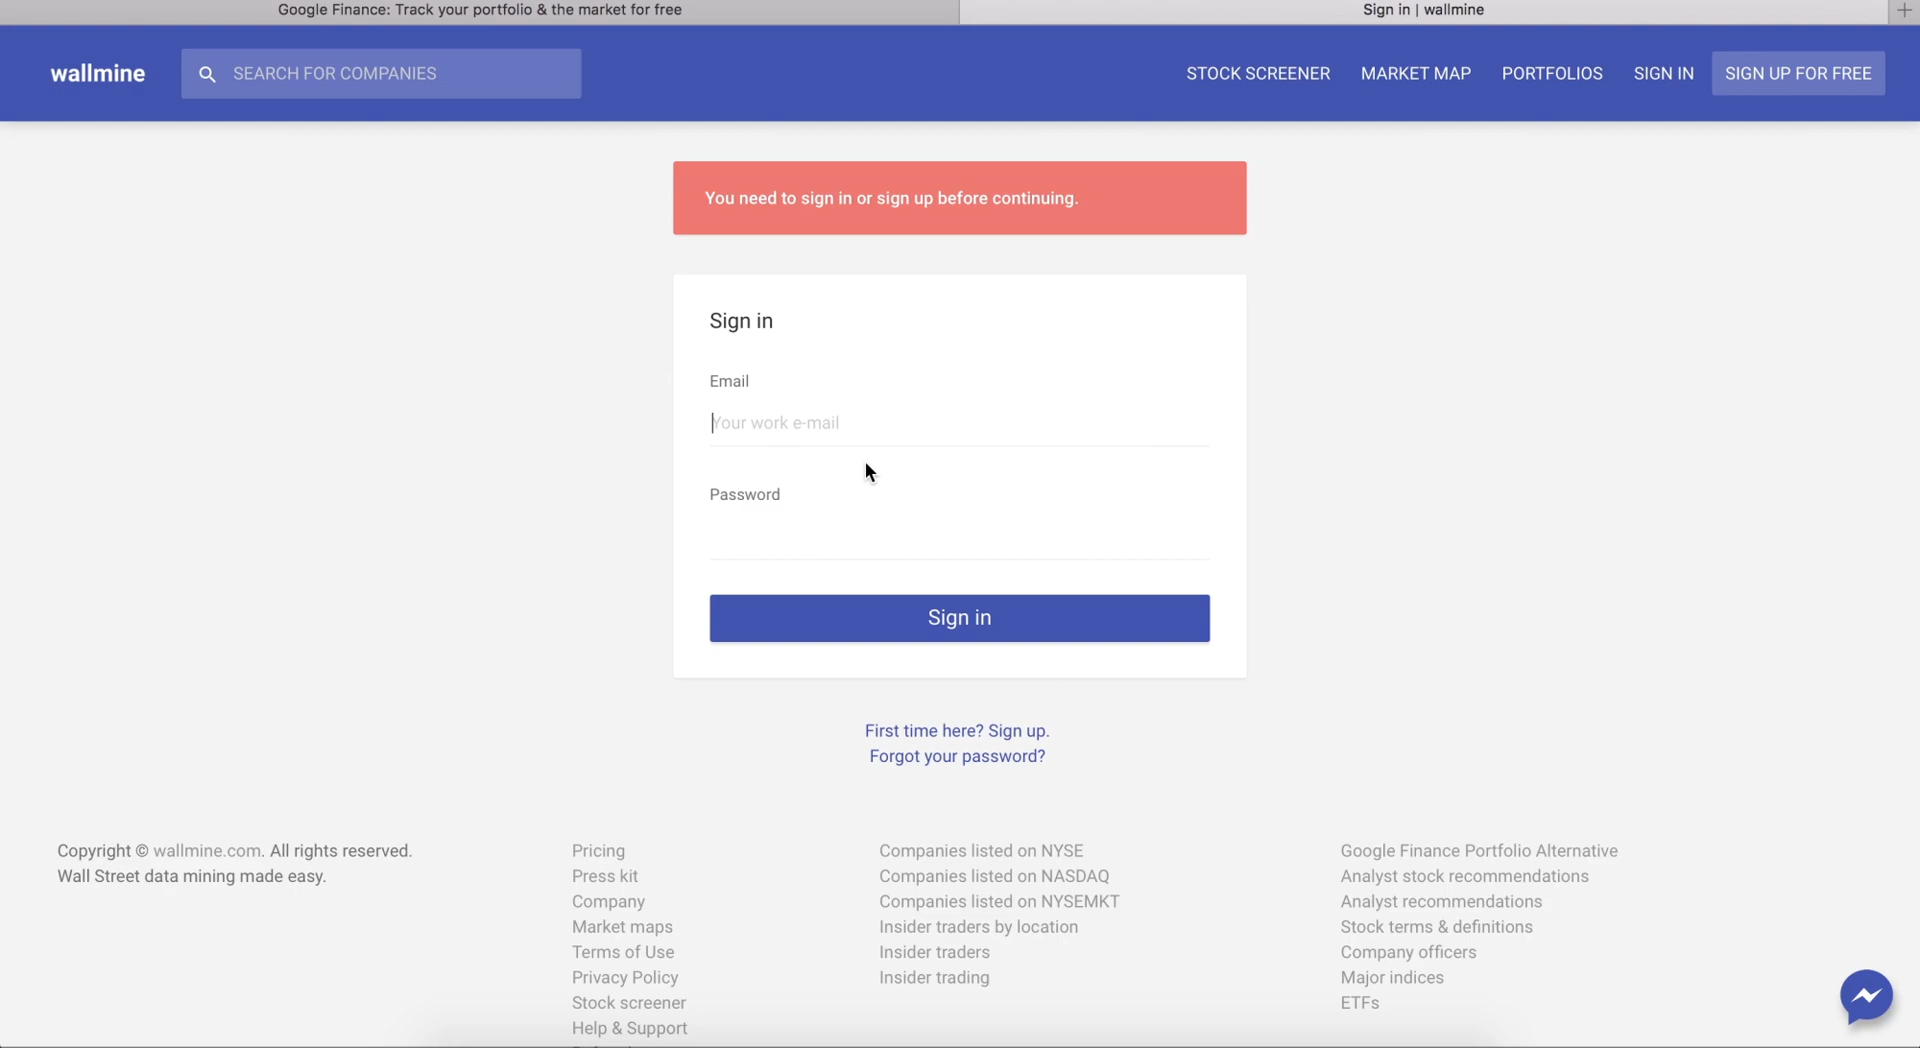 Google Finance: Track your portfolio & the market for free
Sign in | wallmine
wallmine
SEARCH FOR COMPANIES
STOCK SCREENER
MARKET MAP
PORTFOLIOS
SIGN IN
SIGN UP FOR FREE
You need to sign in or sign up before continuing.
Sign in
Email
Your work e-mail
Password
Sign in
First time here? Sign up.
Forgot your password?
Copyright © wallmine.com. All rights reserved.
Wall Street data mining made easy.
Pricing
Press kit
Company
Market maps
Terms of Use
Privacy Policy
Stock screener
Help & Support
Companies listed on NYSE
Companies listed on NASDAQ
Companies listed on NYSEMKT
Insider traders by location
Insider traders
Insider trading
Google Finance Portfolio Alternative
Analyst stock recommendations
Analyst recommendations
Stock terms & definitions
Company officers
Major indices
ETFs